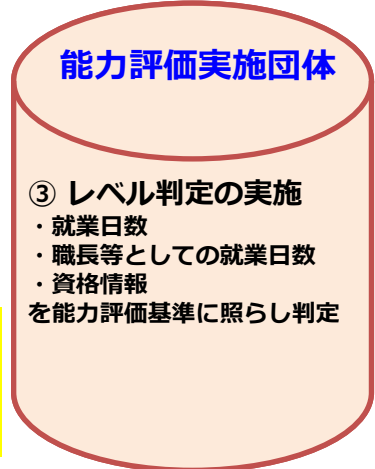 能力評価実施団体
③ レベル判定の実施
・就業日数
・職長等としての就業日数
・資格情報
を能力評価基準に照らし判定